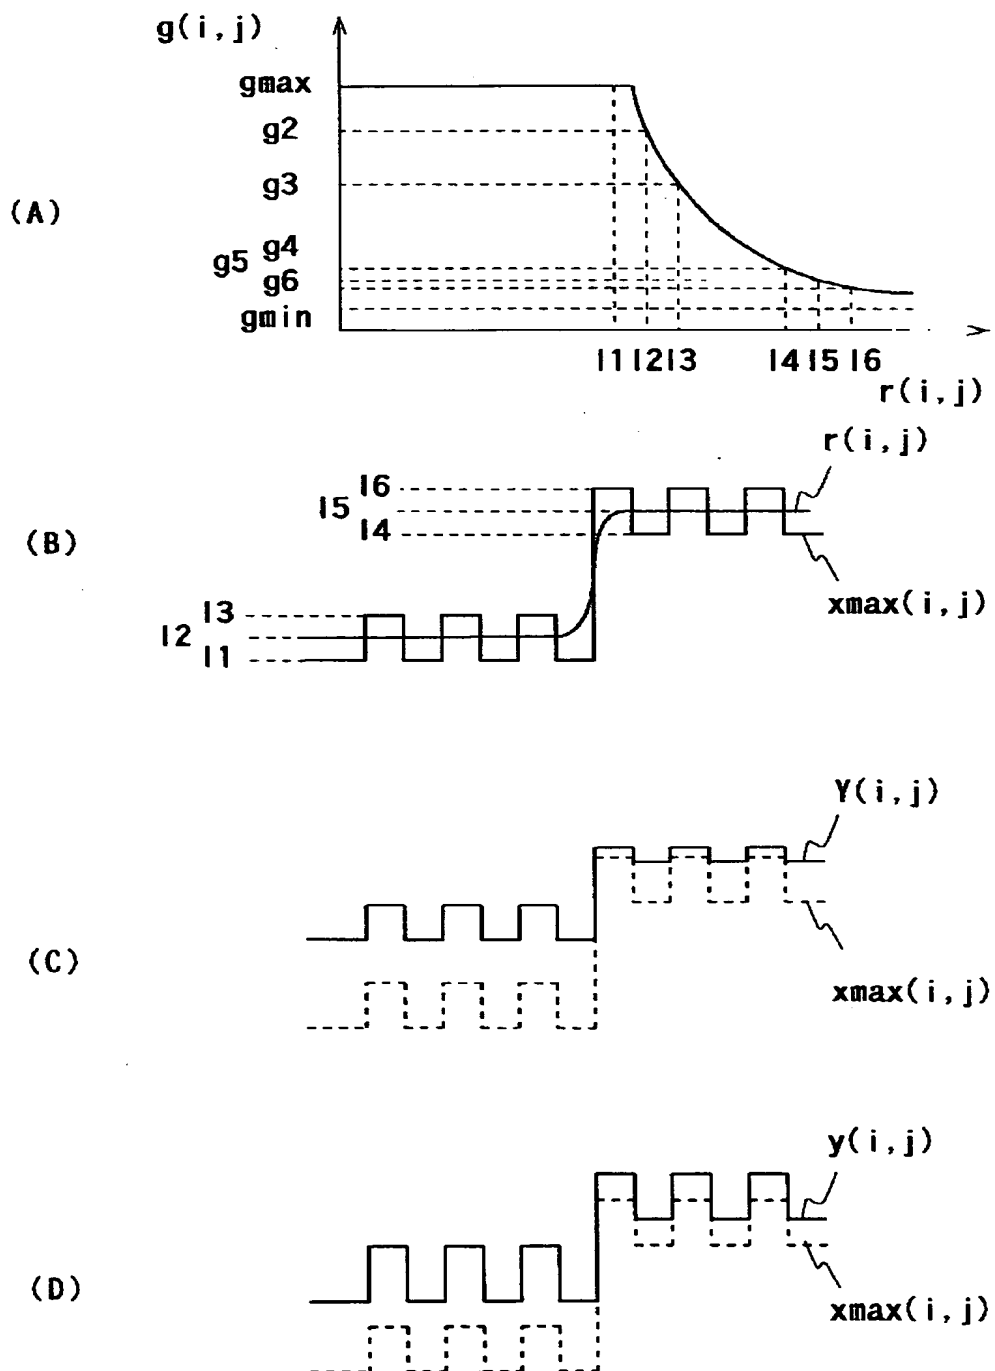 g(i,j)
gmax
g2
g3
(A)
g4
g5
g6
gmin
l1 l2 l3 l4 l5 l6
r(i,j)
r(i,j)
l6
l5
l4
(B)
xmax(i,j)
l3
l2
l1
Y(i,j)
(C)
xmax(i,j)
y(i,j)
(D)
xmax(i,j)